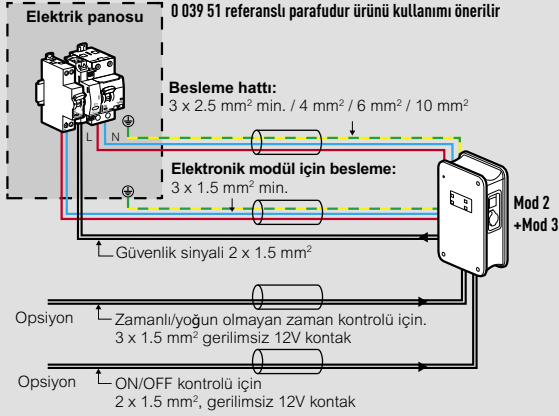 Elektrik panosu
0 039 51 referanslı parafudur ürünü kullanımı önerilir
Besleme hattı:
3 x 2.5 mm² min. / 4 mm² / 6 mm² / 10 mm²
L N
Elektronik modül için besleme:
3 x 1.5 mm² min.
Mod 2
+Mod 3
Güvenlik sinyali 2 x 1.5 mm²
Opsiyon
Zamanlı/yoğun olmayan zaman kontrolü için.
3 x 1.5 mm² gerilimsiz 12V kontak
Opsiyon
ON/OFF kontrolü için
2 x 1.5 mm², gerilimsiz 12V kontak